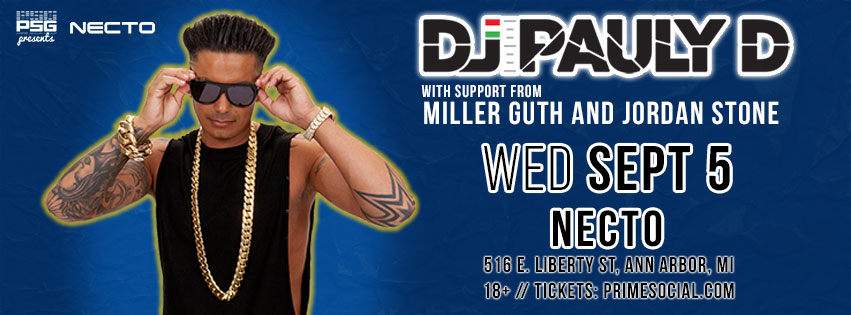 PSG
presents
NECTO
DJ PAULY D
WITH SUPPORT FROM
MILLER GUTH AND JORDAN STONE
WED SEPT 5
NECTO
516 E. LIBERTY ST, ANN ARBOR, MI
18+ // TICKETS: PRIMESOCIAL.COM